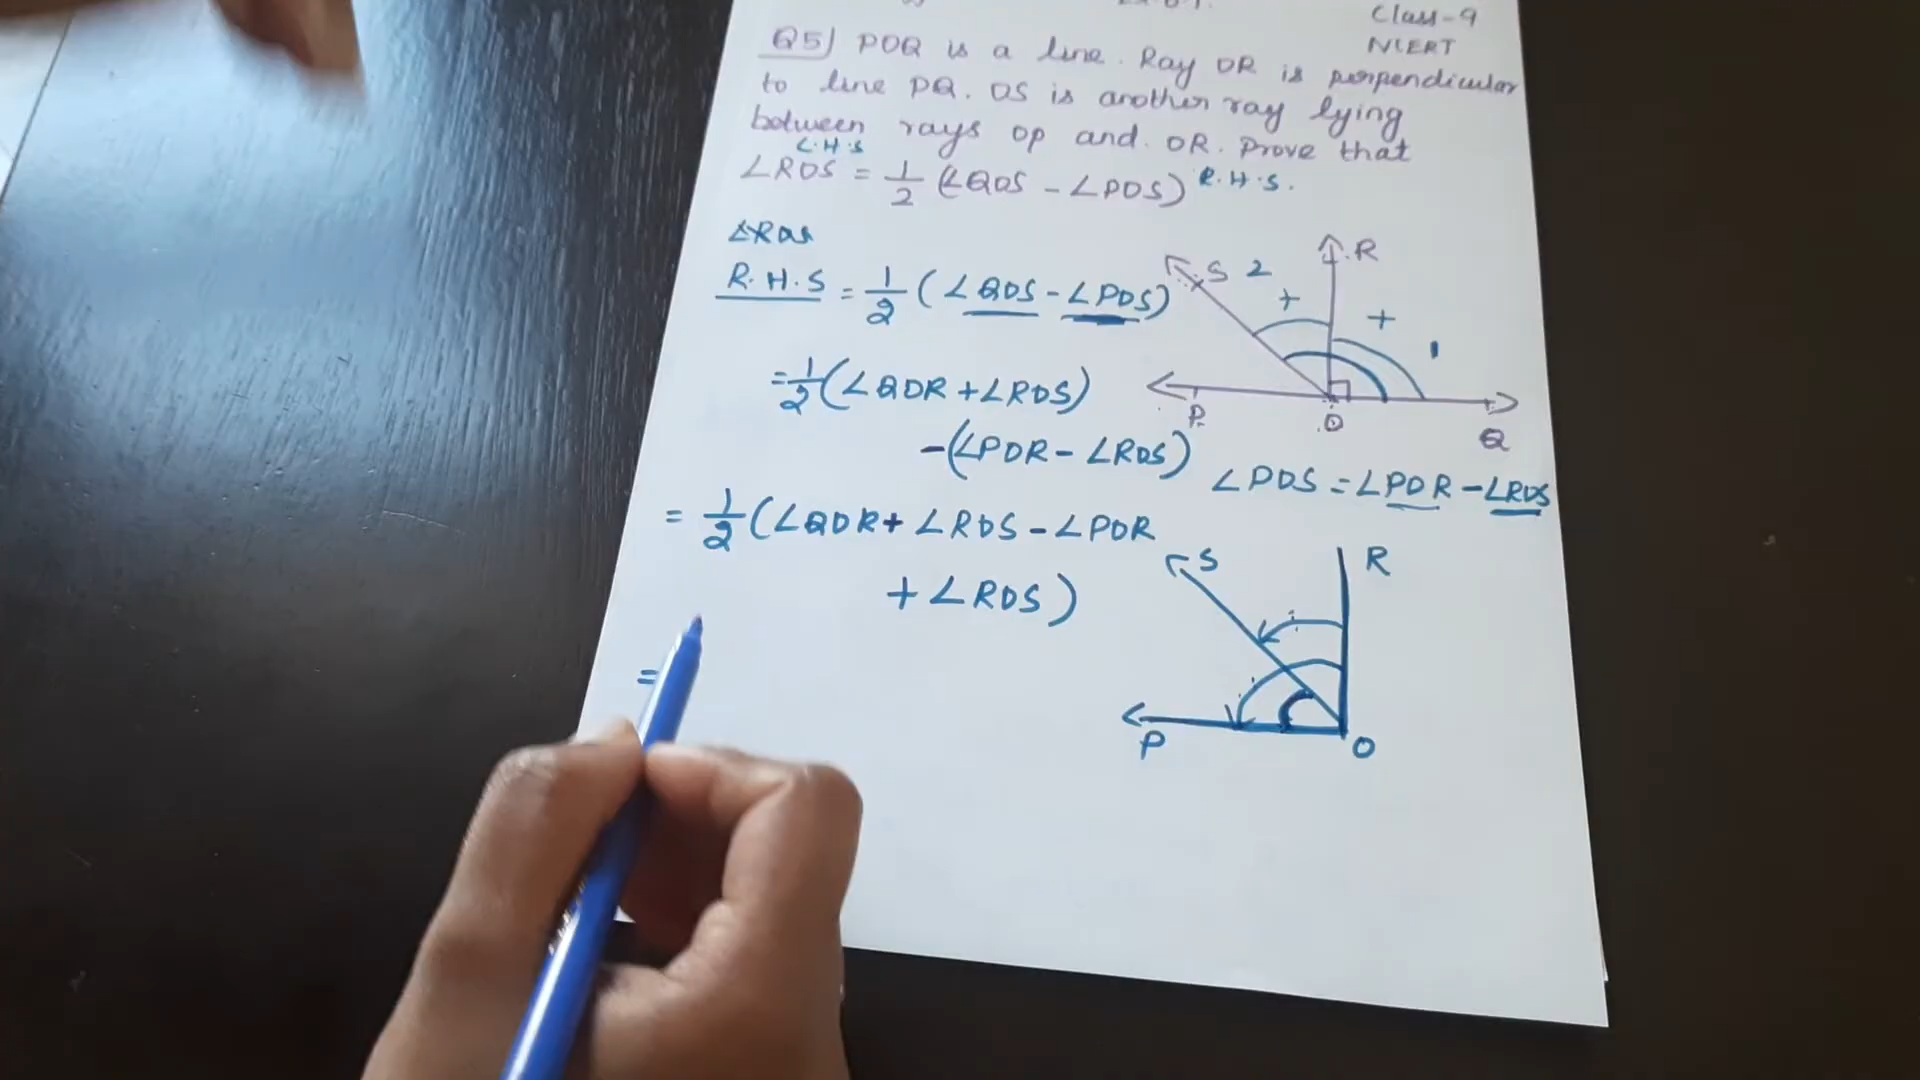 Class-9
NCERT
Q5) POQ is a line. Ray OR is perpendicular
to line PQ. OS is another ray lying
between rays OP and OR. Prove that
L.H.S
∠ROS = 1/2 (∠QOS - ∠POS) R.H.S.
R.H.S = 1/2 (∠QOS - ∠POS)
= 1/2 (∠QOR + ∠ROS)
- (∠POR - ∠ROS)
= 1/2 (∠QOR + ∠ROS - ∠POR
+ ∠ROS)
=
S 2 R
+ +
1
P O Q
∠POS = ∠POR - ∠ROS
S R
P O